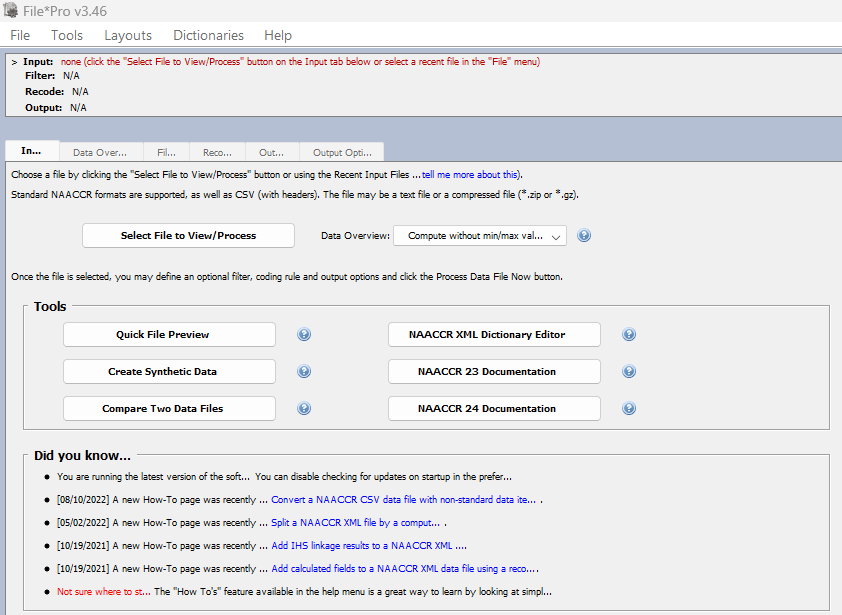 File*Pro v3.46
File Tools Layouts Dictionaries Help
> Input: none (click the "Select File to View/Process" button on the Input tab below or select a recent file in the "File" menu)
Filter: N/A
Recode: N/A
Output: N/A
In... Data Over... Fil... Reco... Out... Output Opti...
Choose a file by clicking the "Select File to View/Process" button or using the Recent Input Files ...tell me more about this).
Standard NAACCR formats are supported, as well as CSV (with headers). The file may be a text file or a compressed file (*.zip or *.gz).
Select File to View/Process Data Overview: Compute without min/max val...
Once the file is selected, you may define an optional filter, coding rule and output options and click the Process Data File Now button.
Tools
Quick File Preview NAACCR XML Dictionary Editor
Create Synthetic Data NAACCR 23 Documentation
Compare Two Data Files NAACCR 24 Documentation
Did you know...
● You are running the latest version of the soft... You can disable checking for updates on startup in the prefer...
● [08/10/2022] A new How-To page was recently ... Convert a NAACCR CSV data file with non-standard data ite... .
● [05/02/2022] A new How-To page was recently ... Split a NAACCR XML file by a comput... .
● [10/19/2021] A new How-To page was recently ... Add IHS linkage results to a NAACCR XML ....
● [10/19/2021] A new How-To page was recently ... Add calculated fields to a NAACCR XML data file using a reco....
● Not sure where to st... The "How To's" feature available in the help menu is a great way to learn by looking at simpl...